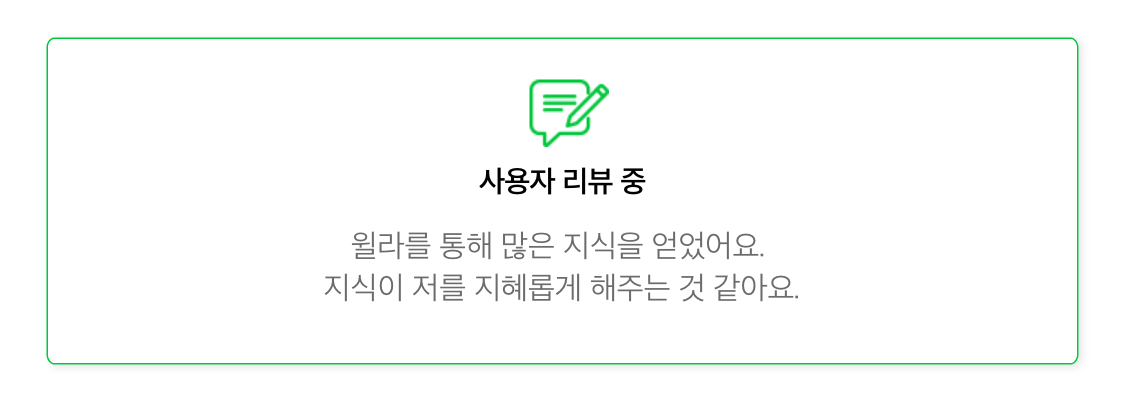 사용자 리뷰 중
윌라를 통해 많은 지식을 얻었어요.
지식이 저를 지혜롭게 해주는 것 같아요.